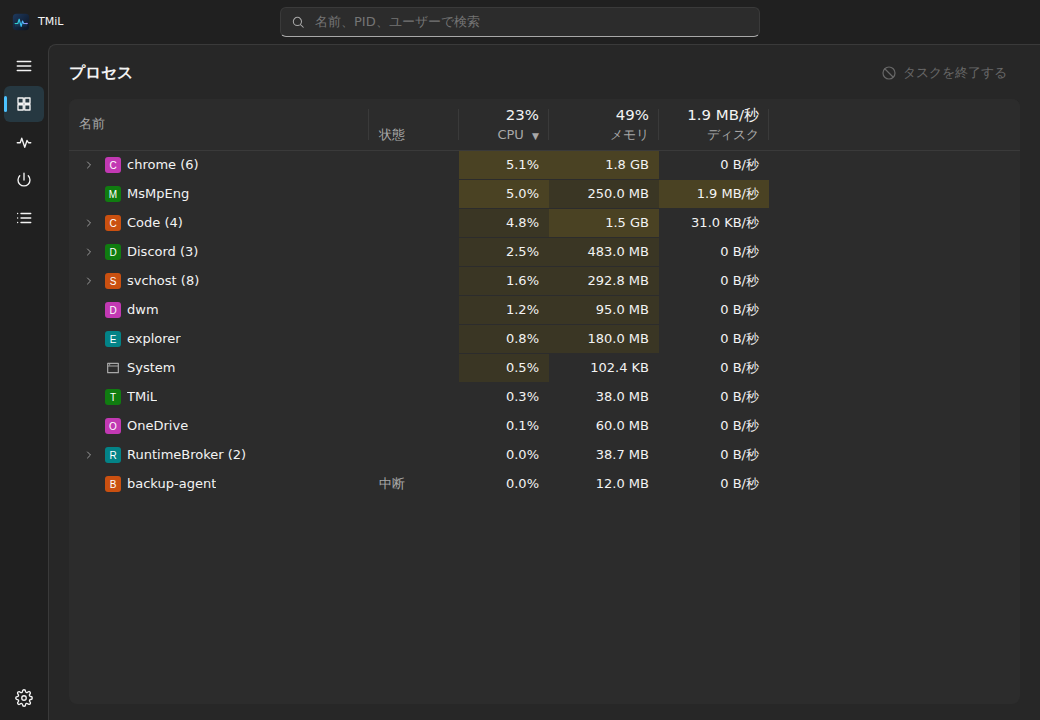 TMiL
名前、PID、ユーザーで検索
プロセス
タスクを終了する
名前 状態 23% CPU ▼ 49% メモリ 1.9 MB/秒 ディスク
C chrome (6) 5.1% 1.8 GB 0 B/秒
M MsMpEng 5.0% 250.0 MB 1.9 MB/秒
C Code (4) 4.8% 1.5 GB 31.0 KB/秒
D Discord (3) 2.5% 483.0 MB 0 B/秒
S svchost (8) 1.6% 292.8 MB 0 B/秒
D dwm 1.2% 95.0 MB 0 B/秒
E explorer 0.8% 180.0 MB 0 B/秒
System 0.5% 102.4 KB 0 B/秒
T TMiL 0.3% 38.0 MB 0 B/秒
O OneDrive 0.1% 60.0 MB 0 B/秒
R RuntimeBroker (2) 0.0% 38.7 MB 0 B/秒
B backup-agent 中断 0.0% 12.0 MB 0 B/秒